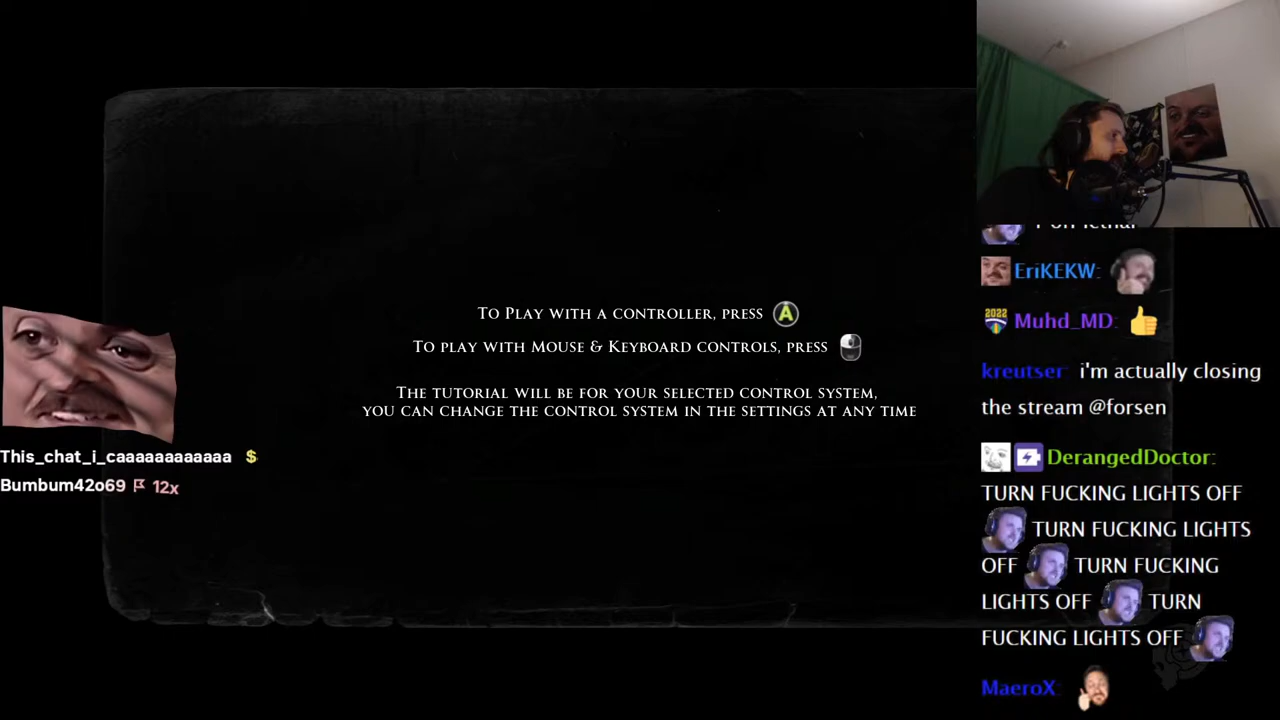 To Play with a controller, press A
To play with Mouse & Keyboard controls, press
The tutorial will be for your selected control system,
you can change the control system in the settings at any time
This_chat_i_caaaaaaaaaaaa $
Bumbum42o69 12x
EriKEKW:
2022 Muhd_MD:
kreutser: i'm actually closing
the stream @forsen
DerangedDoctor:
TURN FUCKING LIGHTS OFF
TURN FUCKING LIGHTS
OFF TURN FUCKING
LIGHTS OFF TURN
FUCKING LIGHTS OFF
MaeroX: